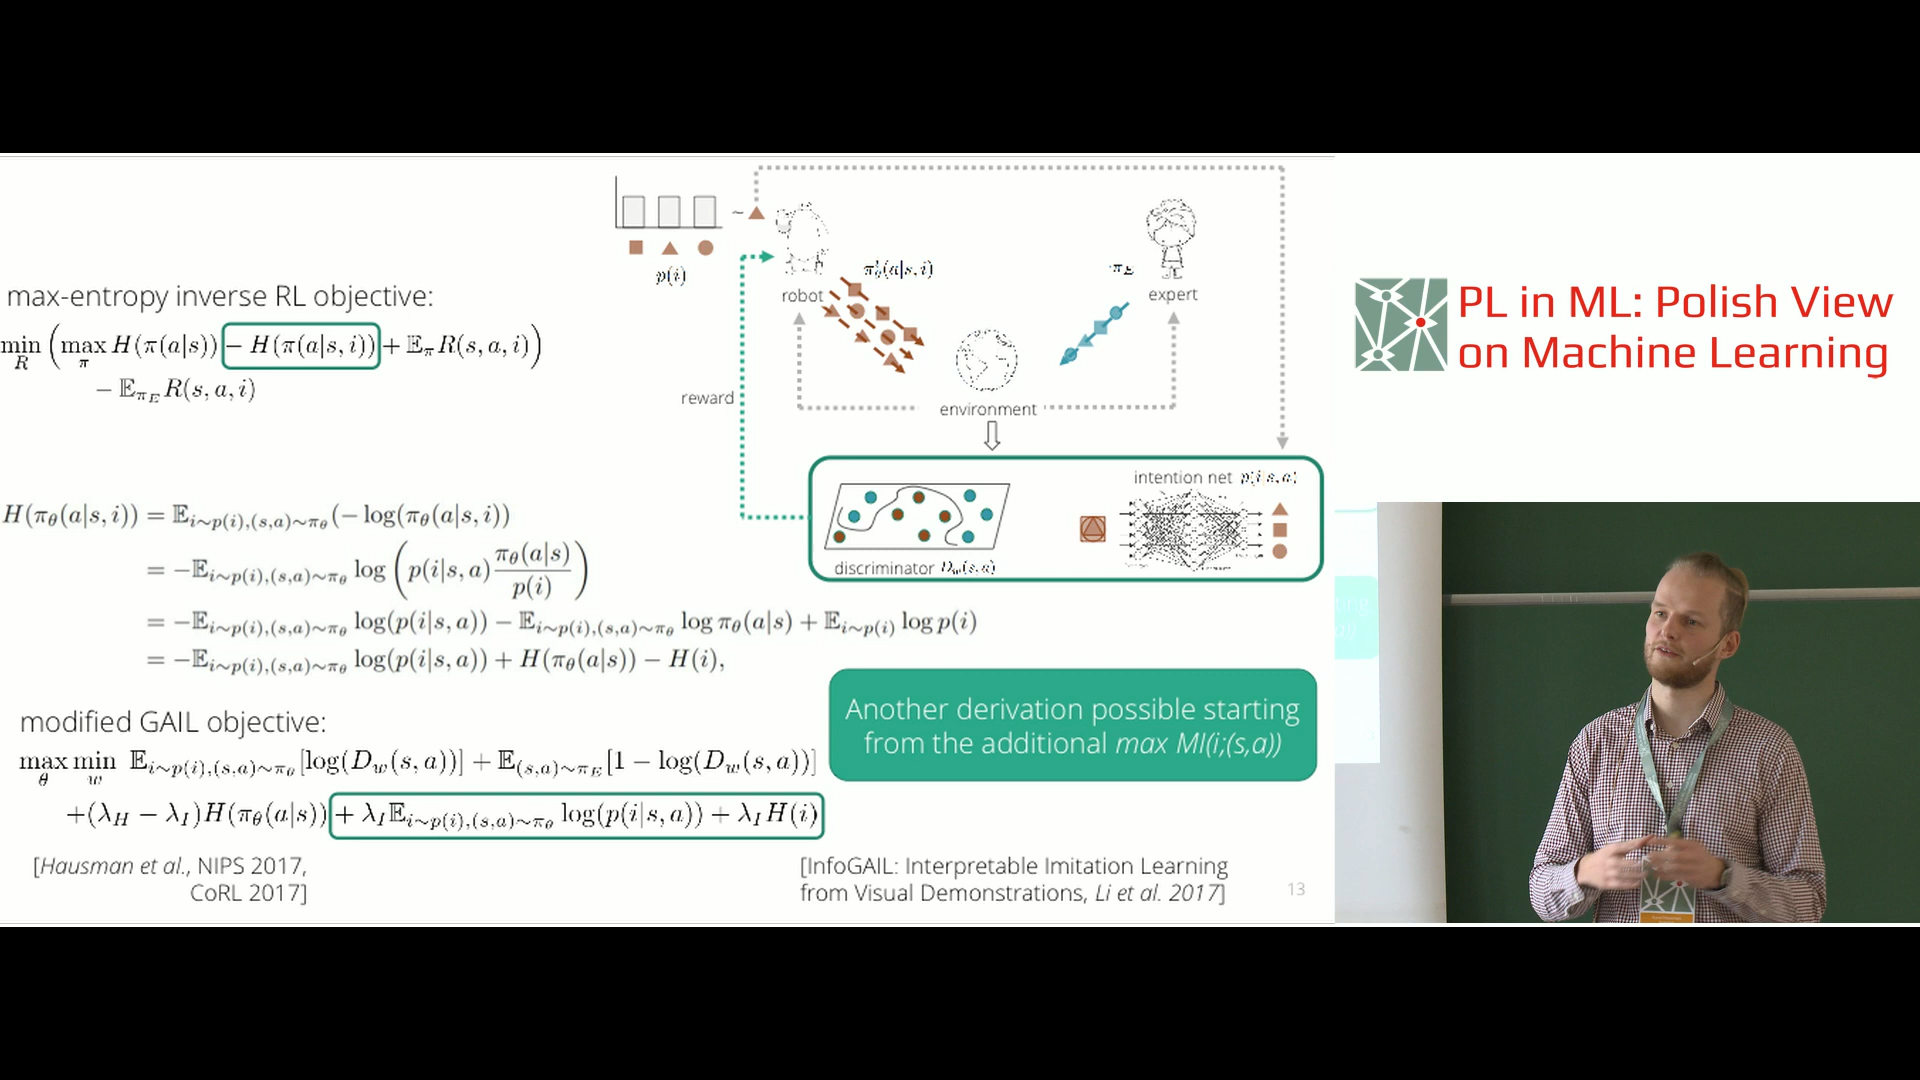 max-entropy inverse RL objective:
min_R ( max_π H(π(a|s)) − H(π(a|s, i)) + 𝔼_π R(s, a, i) )
− 𝔼_{π_E} R(s, a, i)
H(π_θ(a|s, i)) = 𝔼_{i∼p(i),(s,a)∼π_θ} (− log(π_θ(a|s, i))
= −𝔼_{i∼p(i),(s,a)∼π_θ} log ( p(i|s, a) π_θ(a|s) / p(i) )
= −𝔼_{i∼p(i),(s,a)∼π_θ} log(p(i|s, a)) − 𝔼_{i∼p(i),(s,a)∼π_θ} log π_θ(a|s) + 𝔼_{i∼p(i)} log p(i)
= −𝔼_{i∼p(i),(s,a)∼π_θ} log(p(i|s, a)) + H(π_θ(a|s)) − H(i),
modified GAIL objective:
max_θ min_w 𝔼_{i∼p(i),(s,a)∼π_θ} [log(D_w(s, a))] + 𝔼_{(s,a)∼π_E} [1 − log(D_w(s, a))]
+(λ_H − λ_I)H(π_θ(a|s)) + λ_I 𝔼_{i∼p(i),(s,a)∼π_θ} log(p(i|s, a)) + λ_I H(i)
[Hausman et al., NIPS 2017,
CoRL 2017]
~
p(i)
robot
π_θ(a|s, i)
π_E
expert
environment
reward
discriminator D_w(s, a)
intention net p(i|s, a)
Another derivation possible starting
from the additional max MI(i;(s,a))
[InfoGAIL: Interpretable Imitation Learning
from Visual Demonstrations, Li et al. 2017]
13
PL in ML: Polish View
on Machine Learning